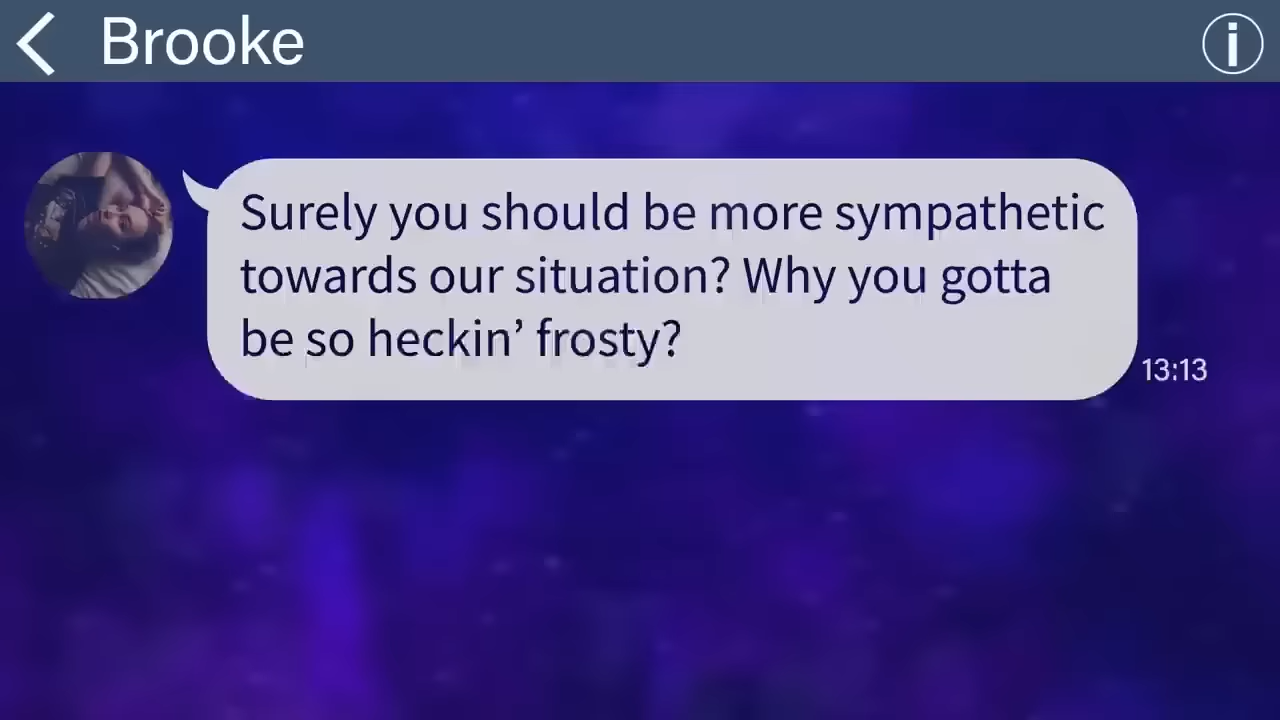 Brooke
Surely you should be more sympathetic
towards our situation? Why you gotta
be so heckin’ frosty?
13:13